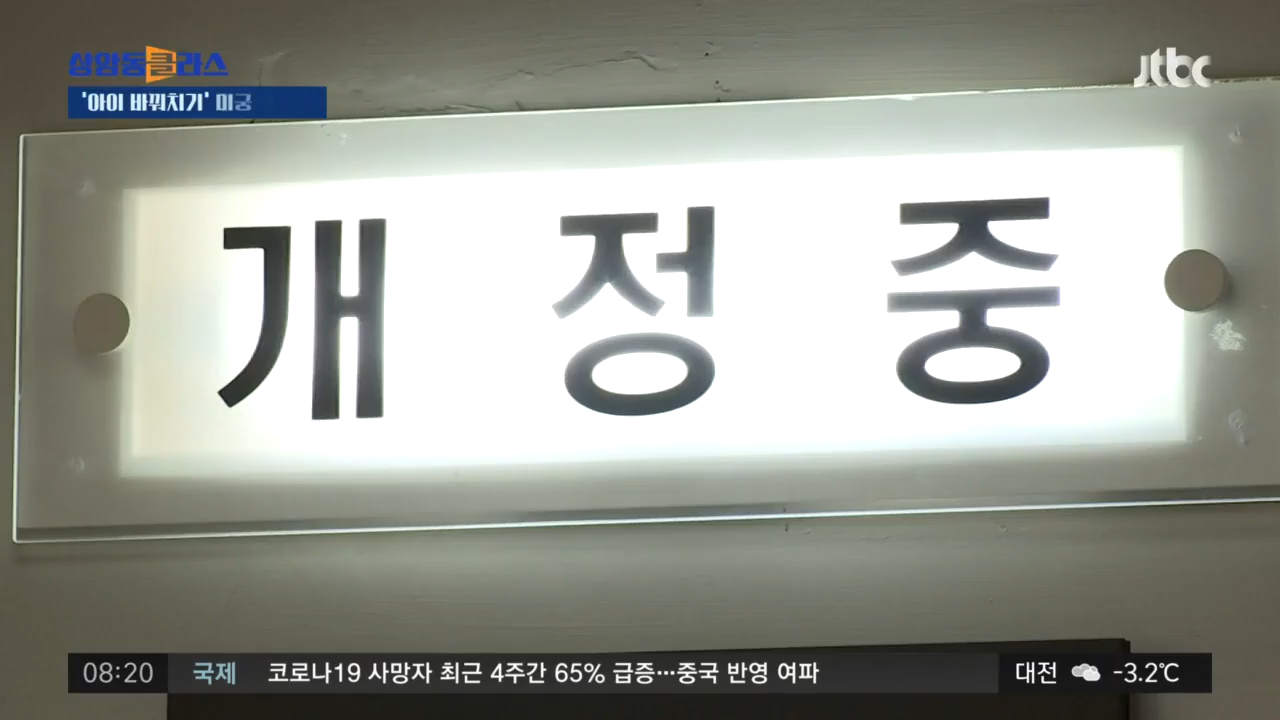 상암동클라스
jtbc
'아이 바꿔치기' 미궁
개정중
08:20 국제 코로나19 사망자 최근 4주간 65% 급증…중국 반영 여파 대전 -3.2℃